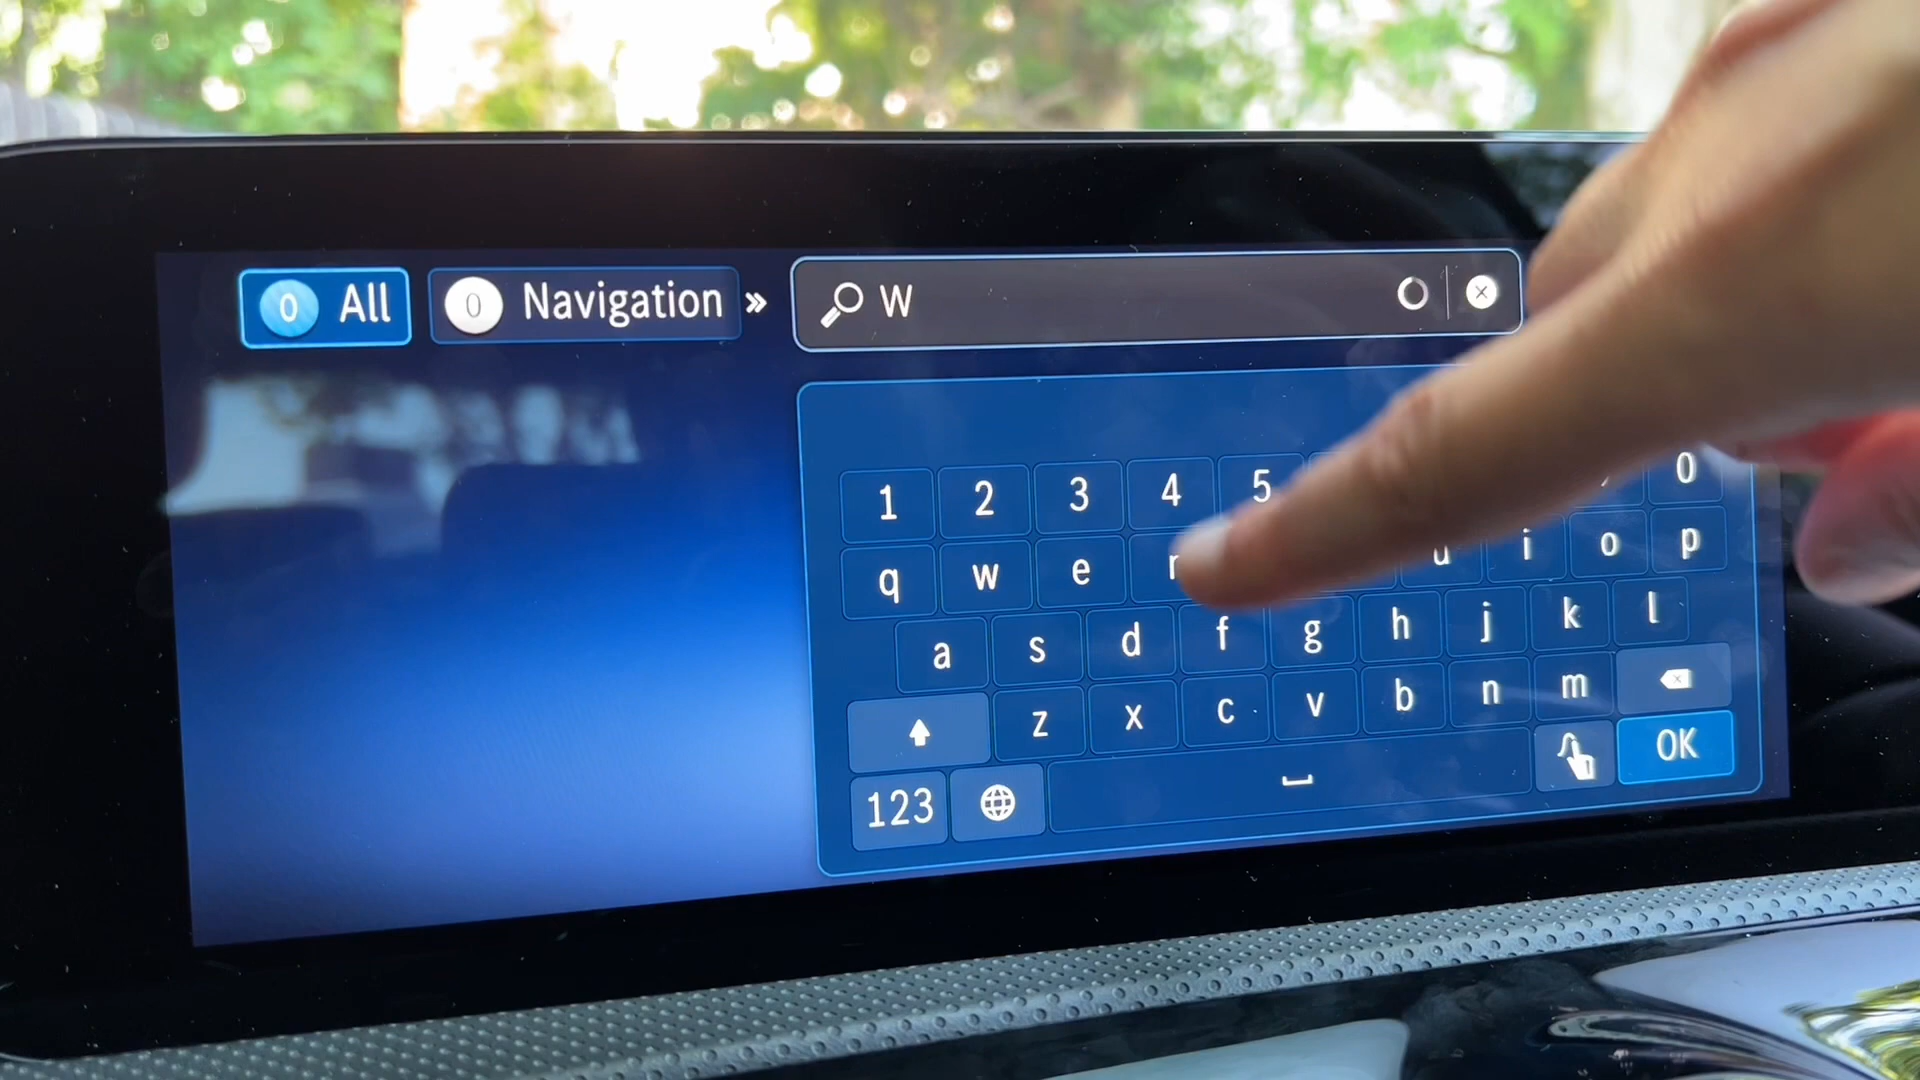 0 All 0 Navigation » W
1 2 3 4 5 0
q w e r u i o p
a s d f g h j k l
z x c v b n m
123 OK